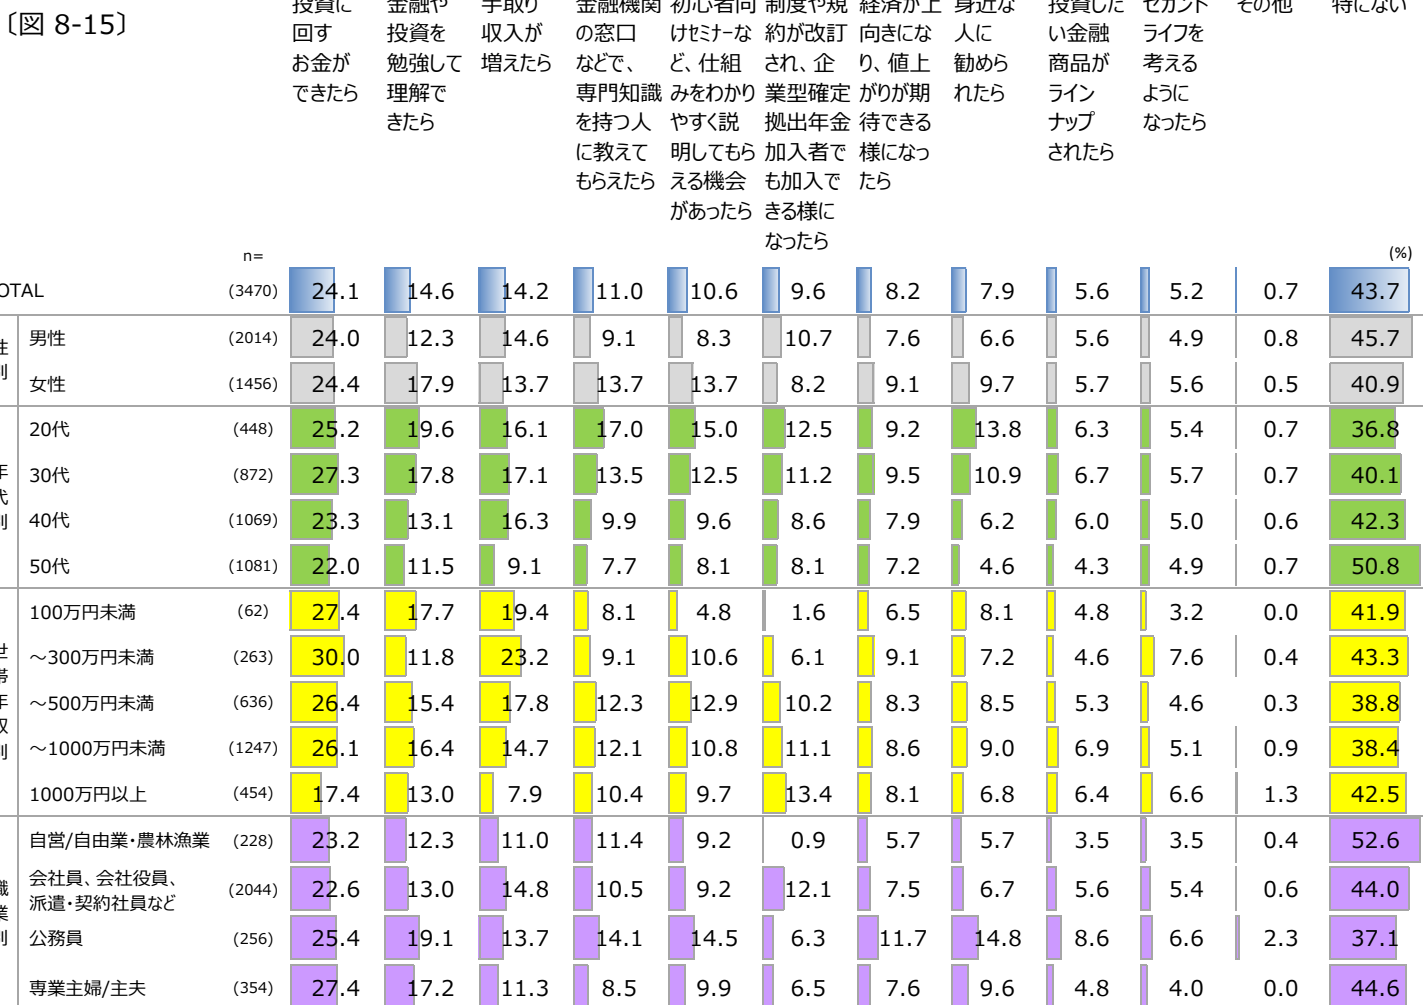 〔図 8-15〕
投資に
回す
お金が
できたら
金融や
投資を
勉強して
理解で
きたら
手取り
収入が
増えたら
金融機関
の窓口
などで、
専門知識
を持つ人
に教えて
もらえたら
初心者向
けセミナーな
ど、仕組
みをわかり
やすく説
明してもら
える機会
があったら
制度や規
約が改訂
され、企
業型確定
拠出年金
加入者で
も加入で
きる様に
なったら
経済が上
向きにな
り、値上
がりが期
待できる
様になっ
たら
身近な
人に
勧めら
れたら
投資した
い金融
商品が
ライン
ナップ
されたら
セカンド
ライフを
考える
ように
なったら
その他
特にない
n=
(%)
OTAL (3470) 24.1 14.6 14.2 11.0 10.6 9.6 8.2 7.9 5.6 5.2 0.7 43.7
性別
男性 (2014) 24.0 12.3 14.6 9.1 8.3 10.7 7.6 6.6 5.6 4.9 0.8 45.7
女性 (1456) 24.4 17.9 13.7 13.7 13.7 8.2 9.1 9.7 5.7 5.6 0.5 40.9
年代別
20代 (448) 25.2 19.6 16.1 17.0 15.0 12.5 9.2 13.8 6.3 5.4 0.7 36.8
30代 (872) 27.3 17.8 17.1 13.5 12.5 11.2 9.5 10.9 6.7 5.7 0.7 40.1
40代 (1069) 23.3 13.1 16.3 9.9 9.6 8.6 7.9 6.2 6.0 5.0 0.6 42.3
50代 (1081) 22.0 11.5 9.1 7.7 8.1 8.1 7.2 4.6 4.3 4.9 0.7 50.8
世帯年収別
100万円未満 (62) 27.4 17.7 19.4 8.1 4.8 1.6 6.5 8.1 4.8 3.2 0.0 41.9
～300万円未満 (263) 30.0 11.8 23.2 9.1 10.6 6.1 9.1 7.2 4.6 7.6 0.4 43.3
～500万円未満 (636) 26.4 15.4 17.8 12.3 12.9 10.2 8.3 8.5 5.3 4.6 0.3 38.8
～1000万円未満 (1247) 26.1 16.4 14.7 12.1 10.8 11.1 8.6 9.0 6.9 5.1 0.9 38.4
1000万円以上 (454) 17.4 13.0 7.9 10.4 9.7 13.4 8.1 6.8 6.4 6.6 1.3 42.5
職業別
自営/自由業・農林漁業 (228) 23.2 12.3 11.0 11.4 9.2 0.9 5.7 5.7 3.5 3.5 0.4 52.6
会社員、会社役員、
派遣・契約社員など (2044) 22.6 13.0 14.8 10.5 9.2 12.1 7.5 6.7 5.6 5.4 0.6 44.0
公務員 (256) 25.4 19.1 13.7 14.1 14.5 6.3 11.7 14.8 8.6 6.6 2.3 37.1
専業主婦/主夫 (354) 27.4 17.2 11.3 8.5 9.9 6.5 7.6 9.6 4.8 4.0 0.0 44.6